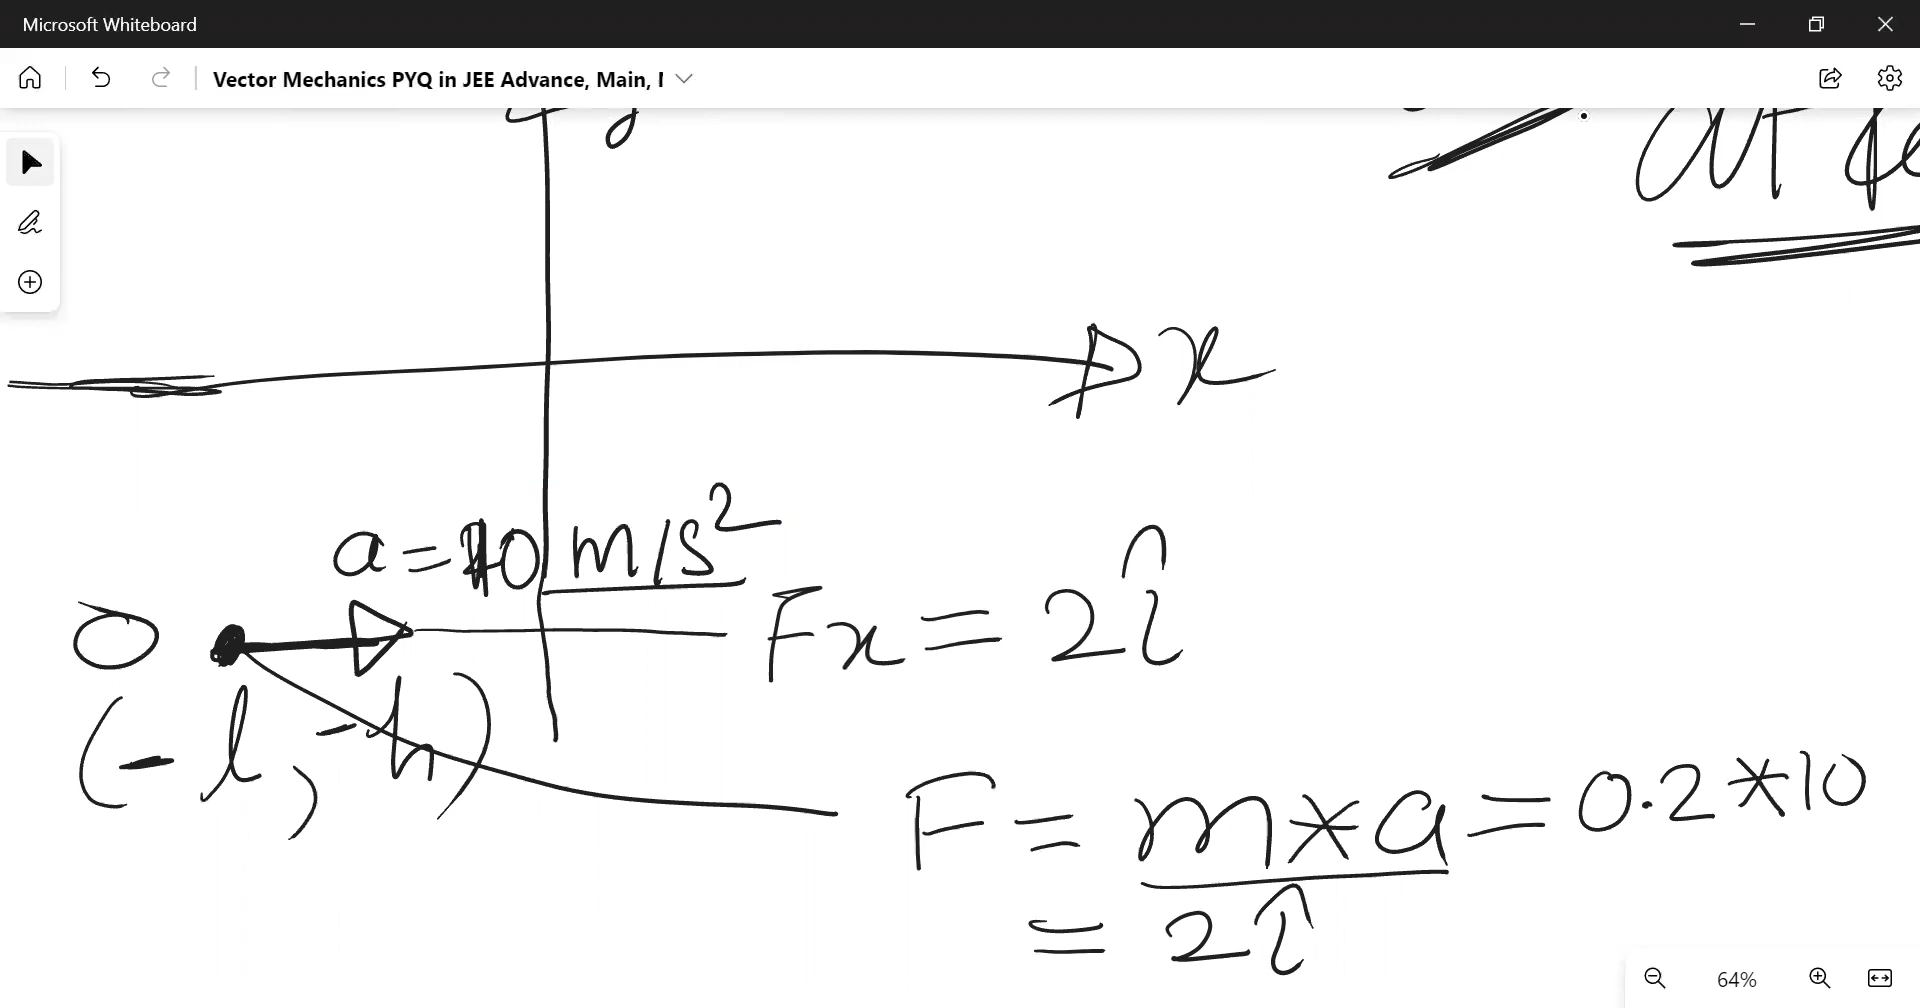 Microsoft Whiteboard
Vector Mechanics PYQ in JEE Advance, Main, I
y
x
a=10 m/s²
Fx = 2î
(-l, -h)
F = m*a = 0.2*10
= 2î
64%